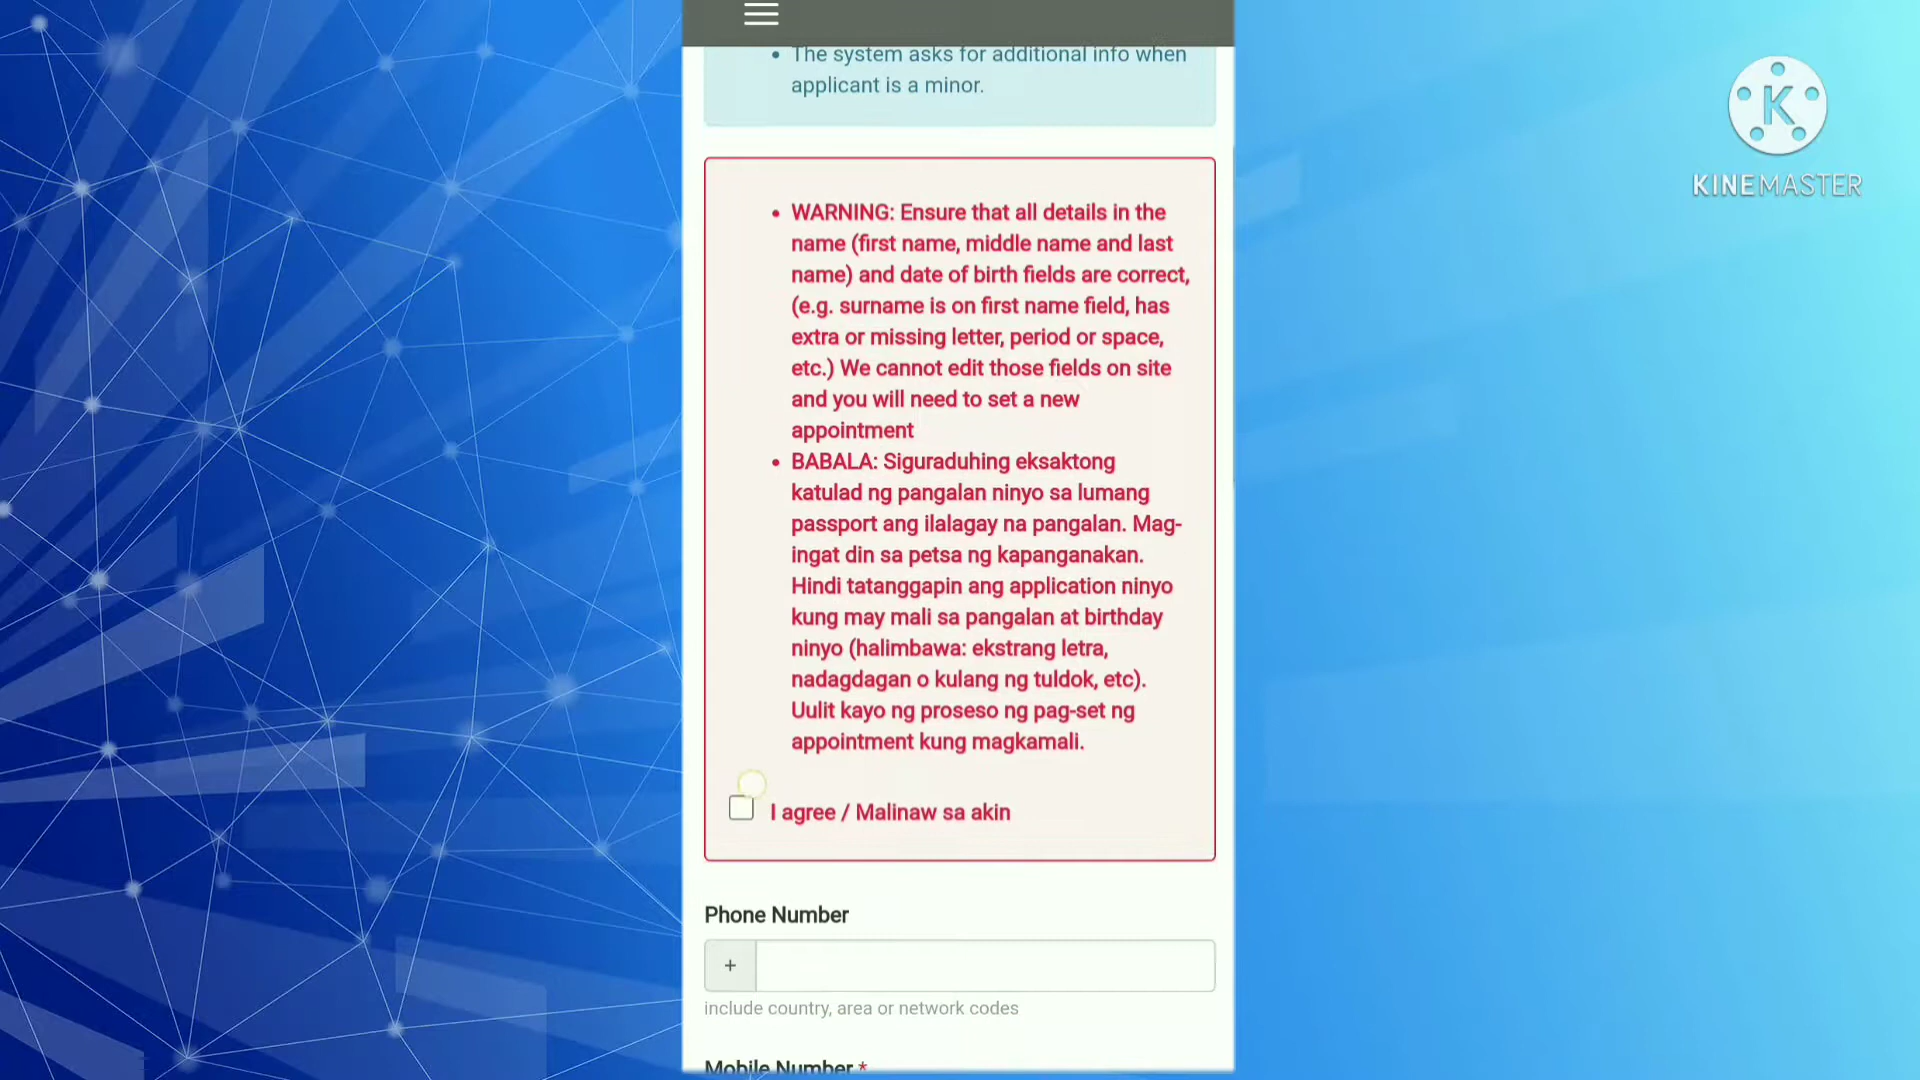 The system asks for additional info when
applicant is a minor.
K
KINEMASTER
WARNING: Ensure that all details in the
name (first name, middle name and last
name) and date of birth fields are correct,
(e.g. surname is on first name field, has
extra or missing letter, period or space,
etc.) We cannot edit those fields on site
and you will need to set a new
appointment
BABALA: Siguraduhing eksaktong
katulad ng pangalan ninyo sa lumang
passport ang ilalagay na pangalan. Mag-
ingat din sa petsa ng kapanganakan.
Hindi tatanggapin ang application ninyo
kung may mali sa pangalan at birthday
ninyo (halimbawa: ekstrang letra,
nadagdagan o kulang ng tuldok, etc).
Uulit kayo ng proseso ng pag-set ng
appointment kung magkamali.
I agree / Malinaw sa akin
Phone Number
+
include country, area or network codes
Mobile Number *